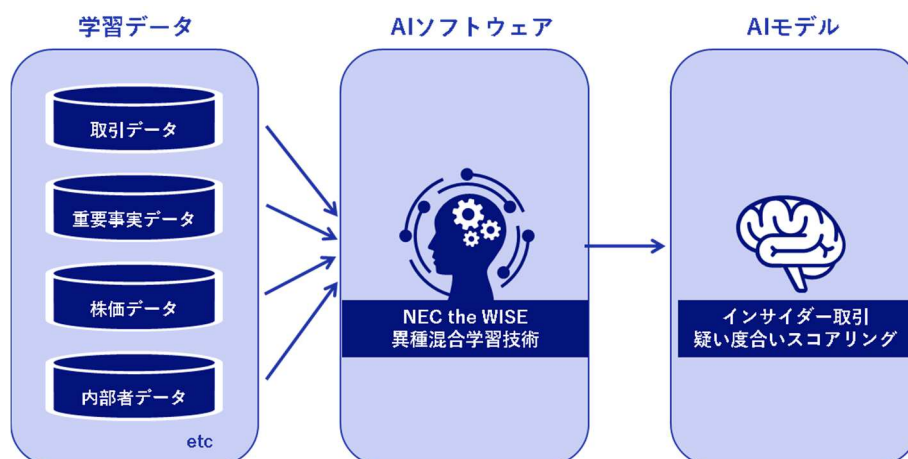 学習データ
取引データ
重要事実データ
株価データ
内部者データ
etc
AIソフトウェア
NEC the WISE
異種混合学習技術
AIモデル
インサイダー取引
疑い度合いスコアリング